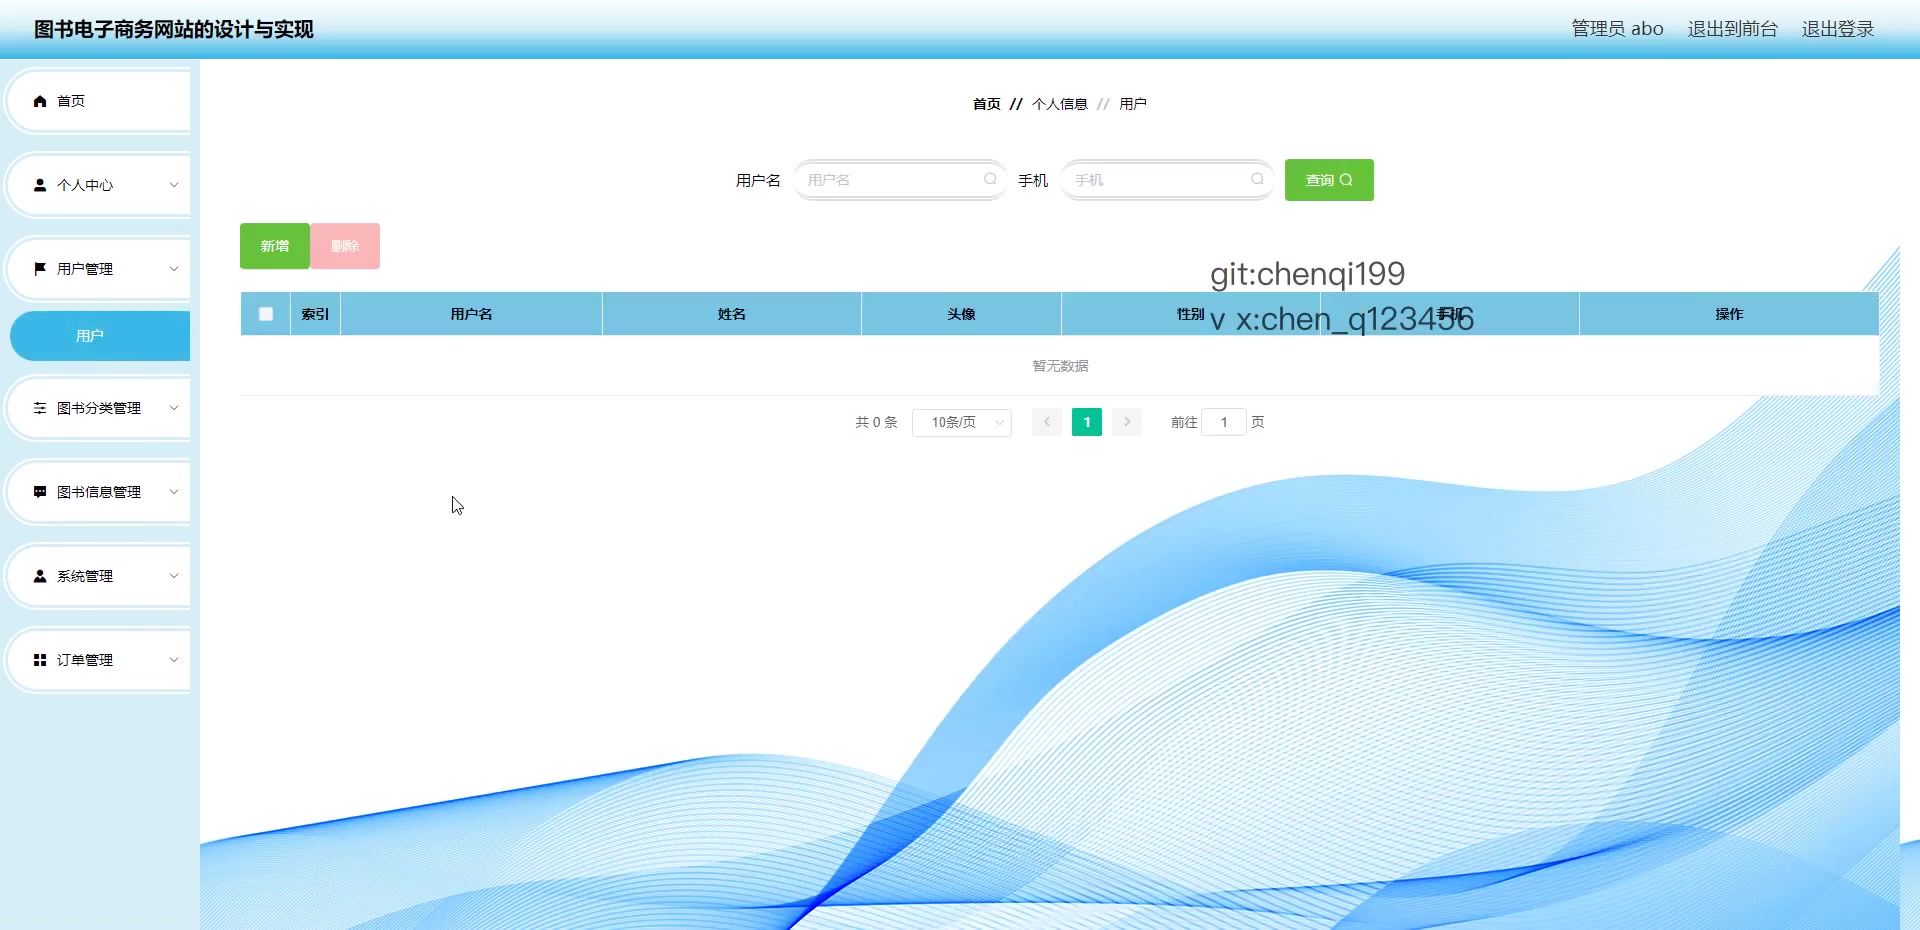 图书电子商务网站的设计与实现
管理员 abo 退出到前台 退出登录
首页
个人中心
用户管理
用户
图书分类管理
图书信息管理
系统管理
订单管理
首页 // 个人信息 // 用户
用户名 用户名 手机 手机 查询
新增 删除
git:chenqi199
v x:chen_q123456
索引 用户名 姓名 头像 性别 手机 操作
暂无数据
共 0 条 10条/页 1 前往 1 页